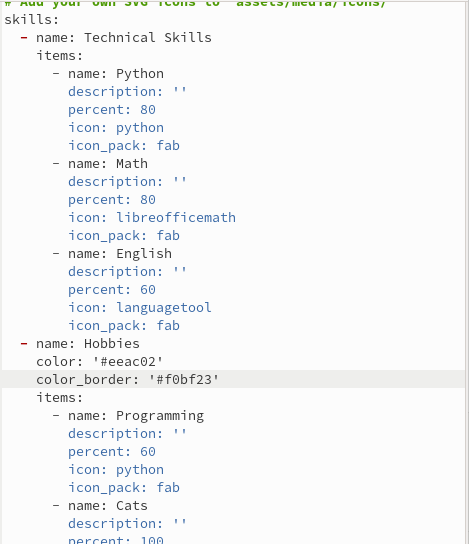 # Add your own SVG icons to `assets/media/icons/`
skills:
  - name: Technical Skills
    items:
      - name: Python
        description: ''
        percent: 80
        icon: python
        icon_pack: fab
      - name: Math
        description: ''
        percent: 80
        icon: libreofficemath
        icon_pack: fab
      - name: English
        description: ''
        percent: 60
        icon: languagetool
        icon_pack: fab
  - name: Hobbies
    color: '#eeac02'
    color_border: '#f0bf23'
    items:
      - name: Programming
        description: ''
        percent: 60
        icon: python
        icon_pack: fab
      - name: Cats
        description: ''
        percent: 100